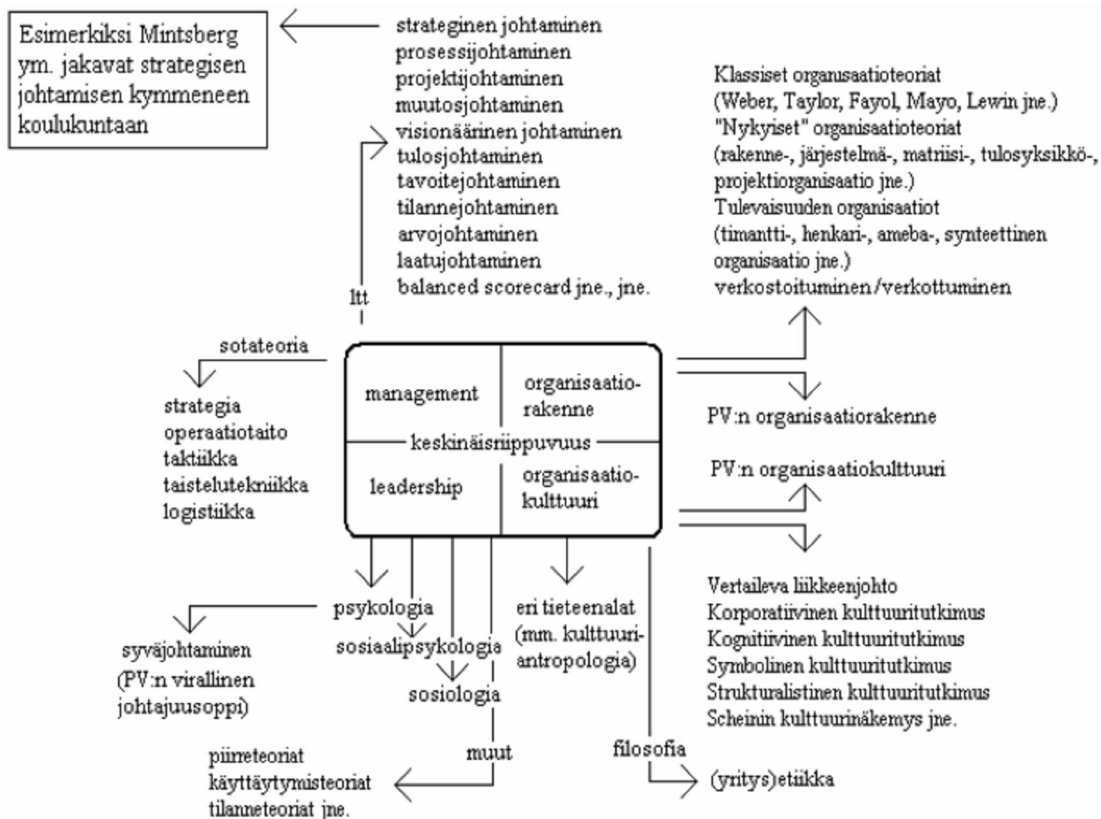 Esimerkiksi Mintsberg
ym. jakavat strategisen
johtamisen kymmeneen
koulukuntaan
strateginen johtaminen
prosessijohtaminen
projektijohtaminen
muutosjohtaminen
visionäärinen johtaminen
tulosjohtaminen
tavoitejohtaminen
tilannejohtaminen
arvojohtaminen
laatujohtaminen
balanced scorecard jne., jne.
Klassiset organisaatioteoriat
(Weber, Taylor, Fayol, Mayo, Lewin jne.)
"Nykyiset" organisaatioteoriat
(rakenne-, järjestelmä-, matriisi-, tulosyksikkö-,
projektiorganisaatio jne.)
Tulevaisuuden organisaatiot
(timantti-, henkari-, ameba-, synteettinen
organisaatio jne.)
verkostoituminen/verkottuminen
ltt
sotateoria
strategia
operaatiotaito
taktiikka
taistelutekniikka
logistiikka
management
organisaatio-
rakenne
keskinäisriippuvuus
leadership
organisaatio-
kulttuuri
PV:n organisaatiorakenne
PV:n organisaatiokulttuuri
Vertaileva liikkeenjohto
Korporatiivinen kulttuuritutkimus
Kognitiivinen kulttuuritutkimus
Symbolinen kulttuuritutkimus
Strukturalistinen kulttuuritutkimus
Scheinin kulttuurinäkemys jne.
psykologia
sosiaalipsykologia
sosiologia
eri tieteenalat
(mm. kulttuuri-
antropologia)
syväjohtaminen
(PV:n virallinen
johtajuusoppi)
muut
piirreteoriat
käyttäytymisteoriat
tilanneteoriat jne.
filosofia
(yritys)etiikka